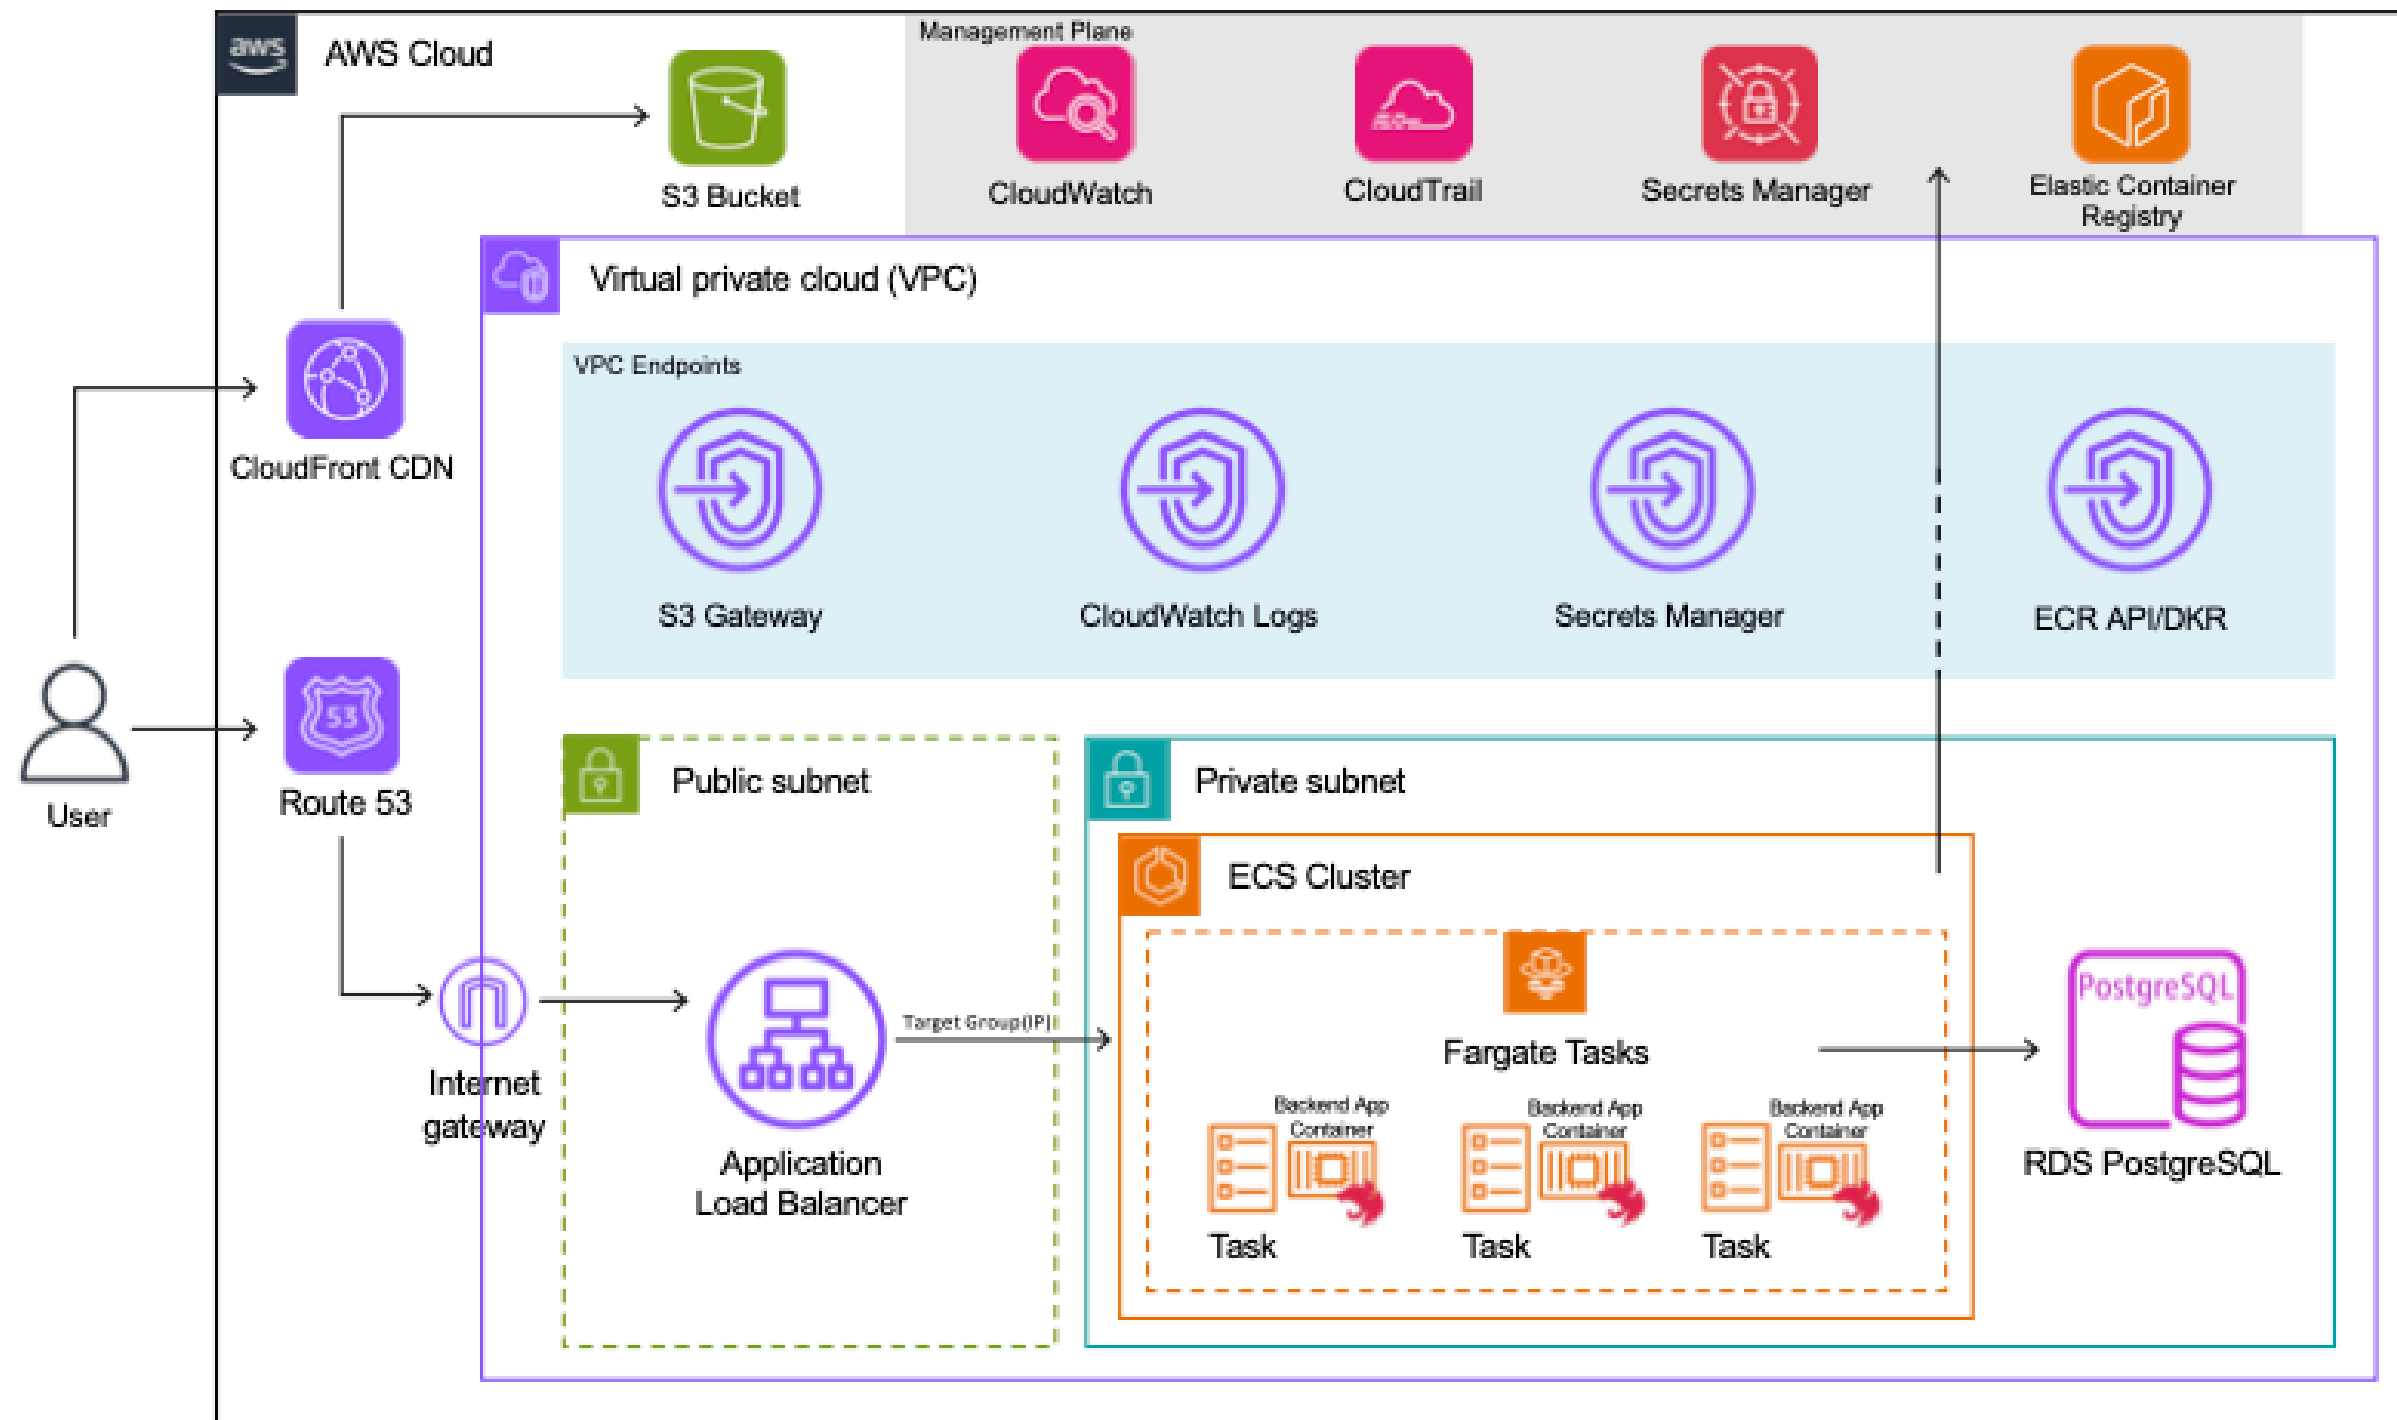 aws
AWS Cloud
S3 Bucket
Management Plane
CloudWatch
CloudTrail
Secrets Manager
Elastic Container
Registry
Virtual private cloud (VPC)
CloudFront CDN
VPC Endpoints
S3 Gateway
CloudWatch Logs
Secrets Manager
ECR API/DKR
User
53
Route 53
Internet
gateway
Public subnet
Application
Load Balancer
Target Group(IP)
Private subnet
ECS Cluster
Fargate Tasks
Backend App
Container
Task
Backend App
Container
Task
Backend App
Container
Task
PostgreSQL
RDS PostgreSQL